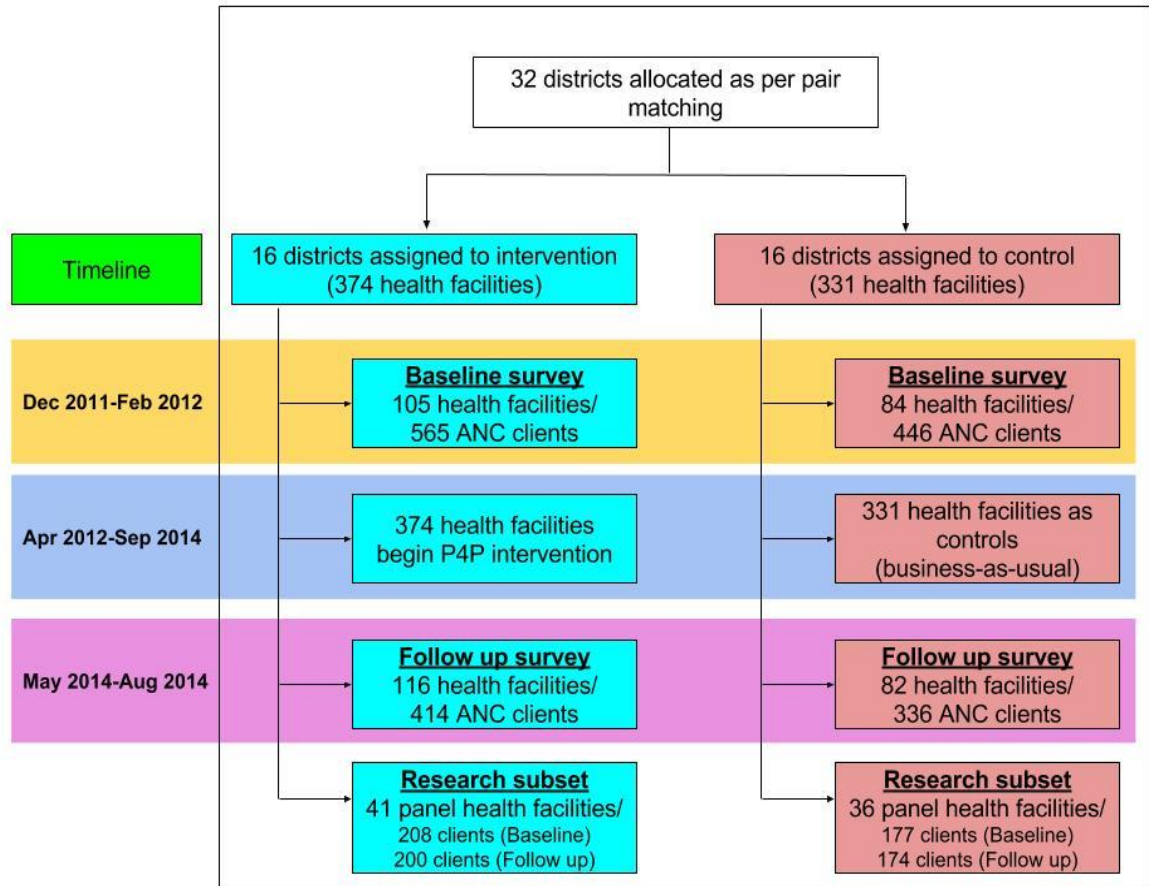 32 districts allocated as per pair
matching
Timeline
16 districts assigned to intervention
(374 health facilities)
16 districts assigned to control
(331 health facilities)
Dec 2011-Feb 2012
Baseline survey
105 health facilities/
565 ANC clients
Baseline survey
84 health facilities/
446 ANC clients
Apr 2012-Sep 2014
374 health facilities
begin P4P intervention
331 health facilities as
controls
(business-as-usual)
May 2014-Aug 2014
Follow up survey
116 health facilities/
414 ANC clients
Follow up survey
82 health facilities/
336 ANC clients
Research subset
41 panel health facilities/
208 clients (Baseline)
200 clients (Follow up)
Research subset
36 panel health facilities/
177 clients (Baseline)
174 clients (Follow up)